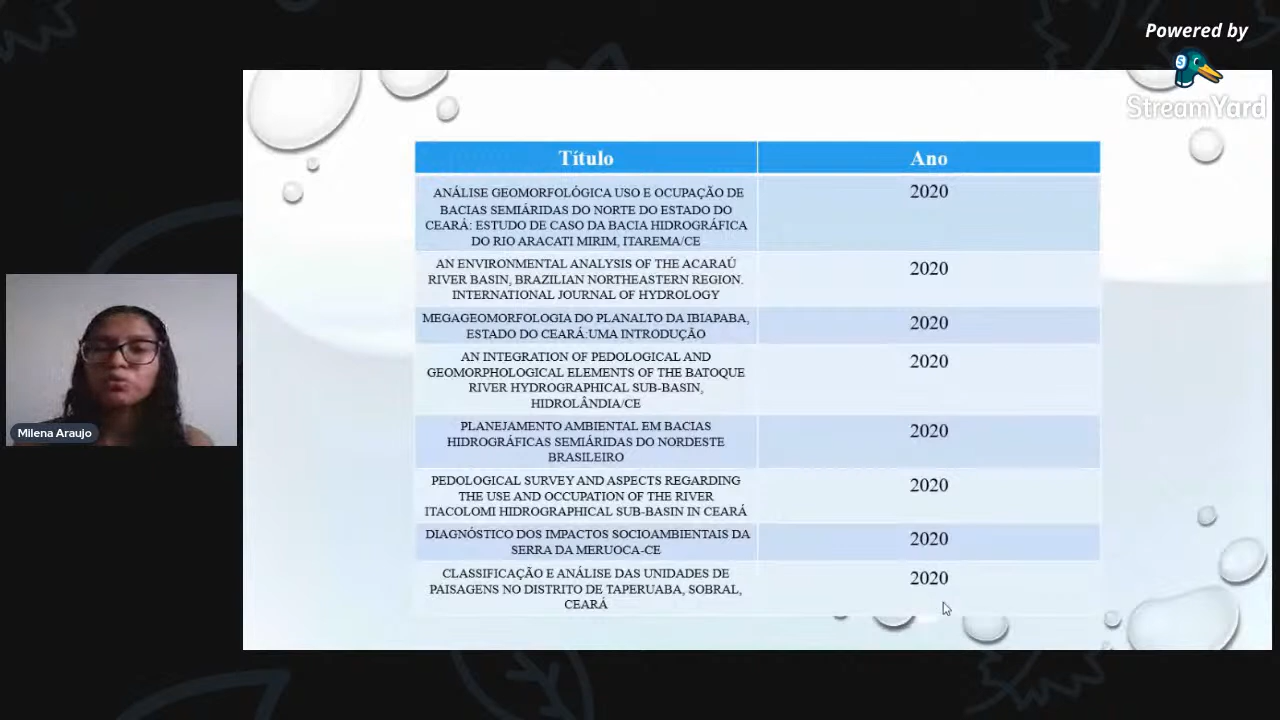 Powered by
StreamYard
Título Ano
ANÁLISE GEOMORFOLÓGICA USO E OCUPAÇÃO DE 2020
BACIAS SEMIÁRIDAS DO NORTE DO ESTADO DO
CEARÁ: ESTUDO DE CASO DA BACIA HIDROGRÁFICA
DO RIO ARACATI MIRIM, ITAREMA/CE
AN ENVIRONMENTAL ANALYSIS OF THE ACARAÚ 2020
RIVER BASIN, BRAZILIAN NORTHEASTERN REGION.
INTERNATIONAL JOURNAL OF HYDROLOGY
MEGAGEOMORFOLOGIA DO PLANALTO DA IBIAPABA, 2020
ESTADO DO CEARÁ:UMA INTRODUÇÃO
AN INTEGRATION OF PEDOLOGICAL AND 2020
GEOMORPHOLOGICAL ELEMENTS OF THE BATOQUE
RIVER HYDROGRAPHICAL SUB-BASIN,
HIDROLÂNDIA/CE
PLANEJAMENTO AMBIENTAL EM BACIAS 2020
HIDROGRÁFICAS SEMIÁRIDAS DO NORDESTE
BRASILEIRO
PEDOLOGICAL SURVEY AND ASPECTS REGARDING 2020
THE USE AND OCCUPATION OF THE RIVER
ITACOLOMI HIDROGRAPHICAL SUB-BASIN IN CEARÁ
DIAGNÓSTICO DOS IMPACTOS SOCIOAMBIENTAIS DA 2020
SERRA DA MERUOCA-CE
CLASSIFICAÇÃO E ANÁLISE DAS UNIDADES DE 2020
PAISAGENS NO DISTRITO DE TAPERUABA, SOBRAL,
CEARÁ
Milena Araujo